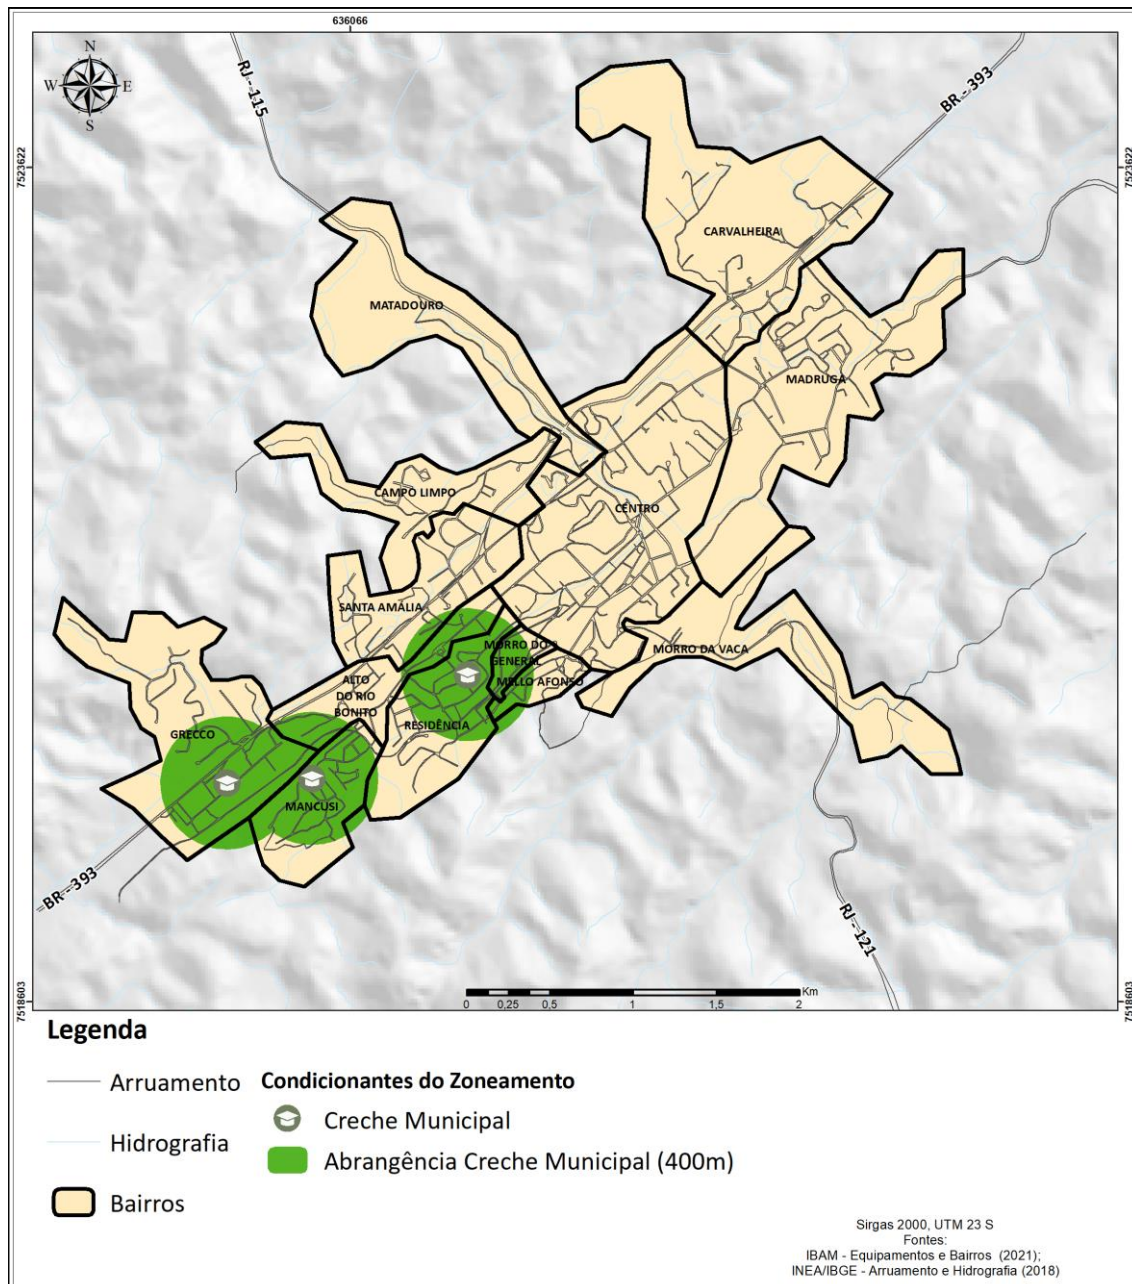 636066
N
W E
S
RJ - 115
BR - 393
7523622
7523622
CARVALHEIRA
MATADOURO
MADRUGA
CAMPO LIMPO
CENTRO
SANTA AMÁLIA
MORRO DO
GENERAL
MORRO DA VACA
MELLO AFONSO
ALTO
DO RIO
BONITO
RESIDÊNCIA
GRECCO
MANCUSI
BR - 393
RJ - 121
7518603
7518603
Km
0 0,25 0,5 1 1,5 2
Legenda
Arruamento
Hidrografia
Bairros
Condicionantes do Zoneamento
Creche Municipal
Abrangência Creche Municipal (400m)
Sirgas 2000, UTM 23 S
Fontes:
IBAM - Equipamentos e Bairros (2021);
INEA/IBGE - Arruamento e Hidrografia (2018)